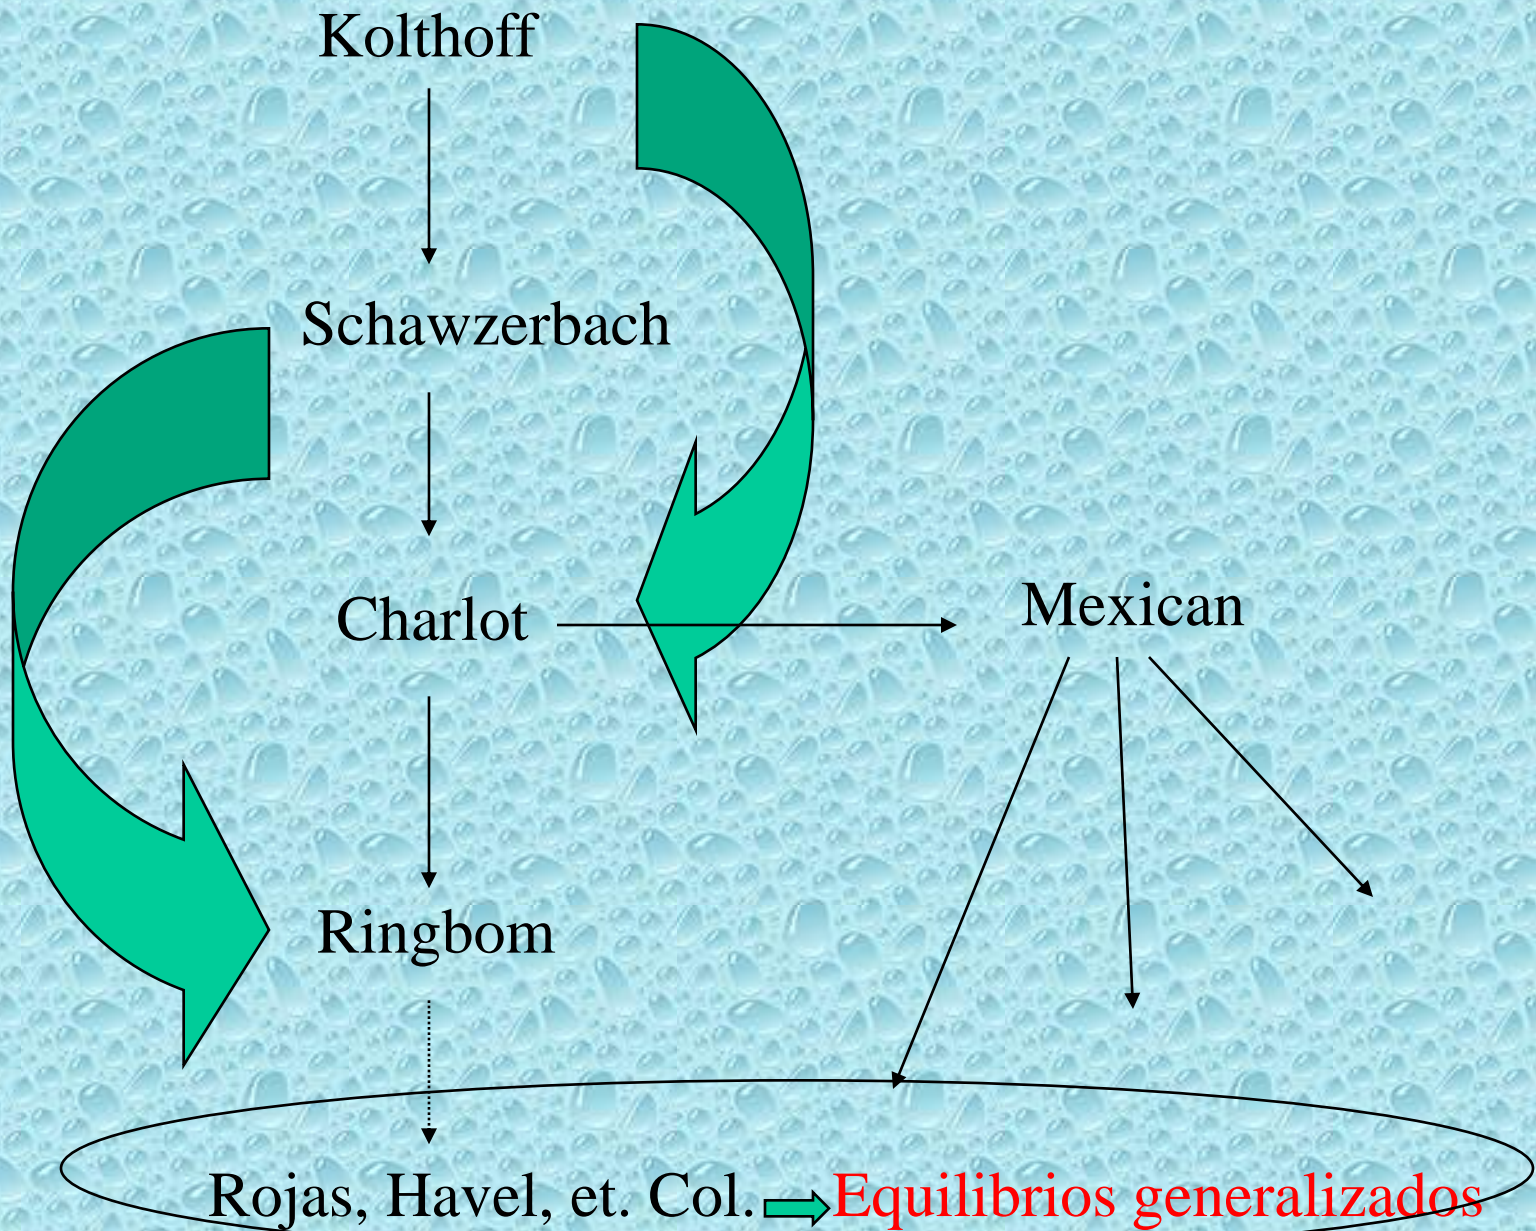 Kolthoff
Schawzerbach
Charlot
Mexican
Ringbom
Rojas, Havel, et. Col. Equilibrios generalizados